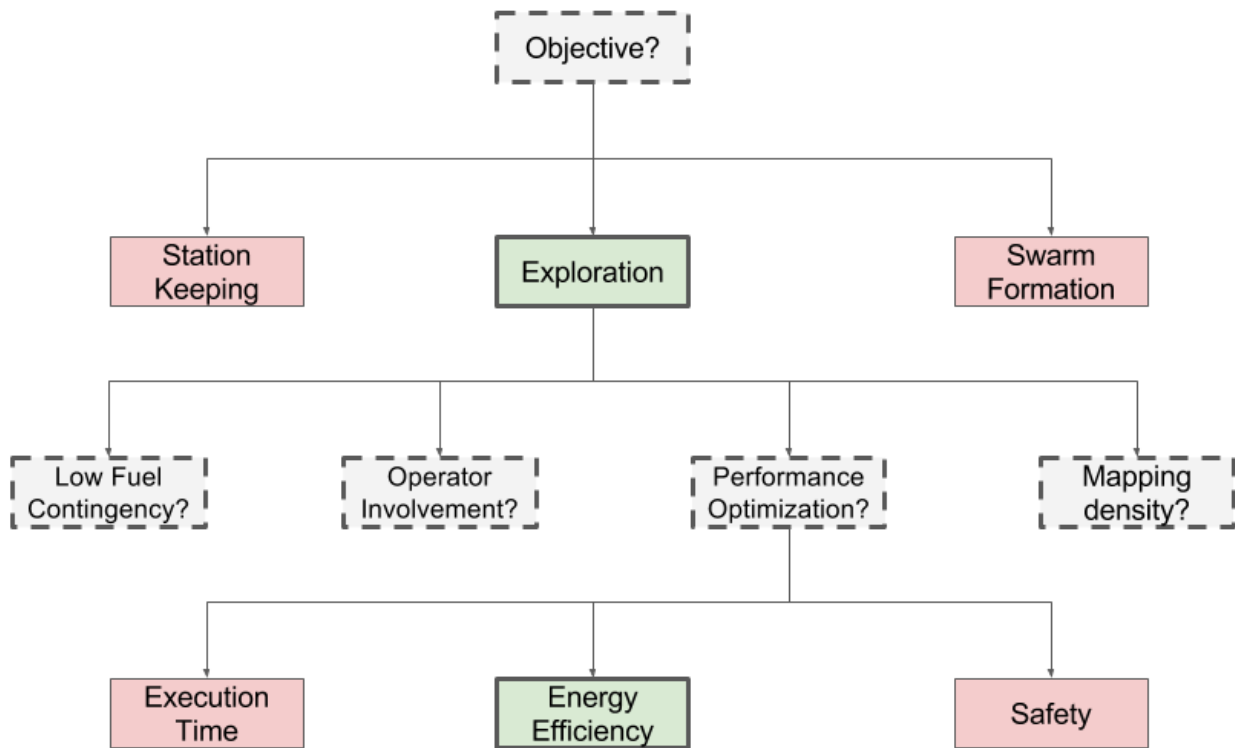 Objective?
Station
Keeping
Exploration
Swarm
Formation
Low Fuel
Contingency?
Operator
Involvement?
Performance
Optimization?
Mapping
density?
Execution
Time
Energy
Efficiency
Safety